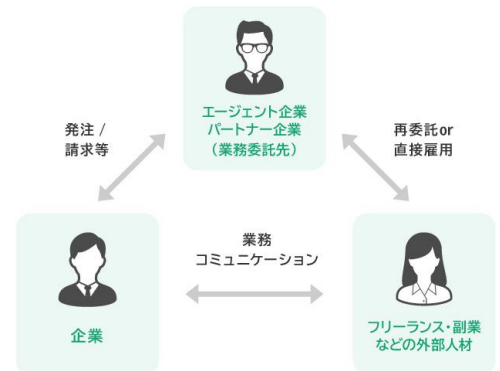 エージェント企業
パートナー企業
（業務委託先）
発注 /
請求等
再委託or
直接雇用
業務
コミュニケーション
企業
フリーランス・副業
などの外部人材